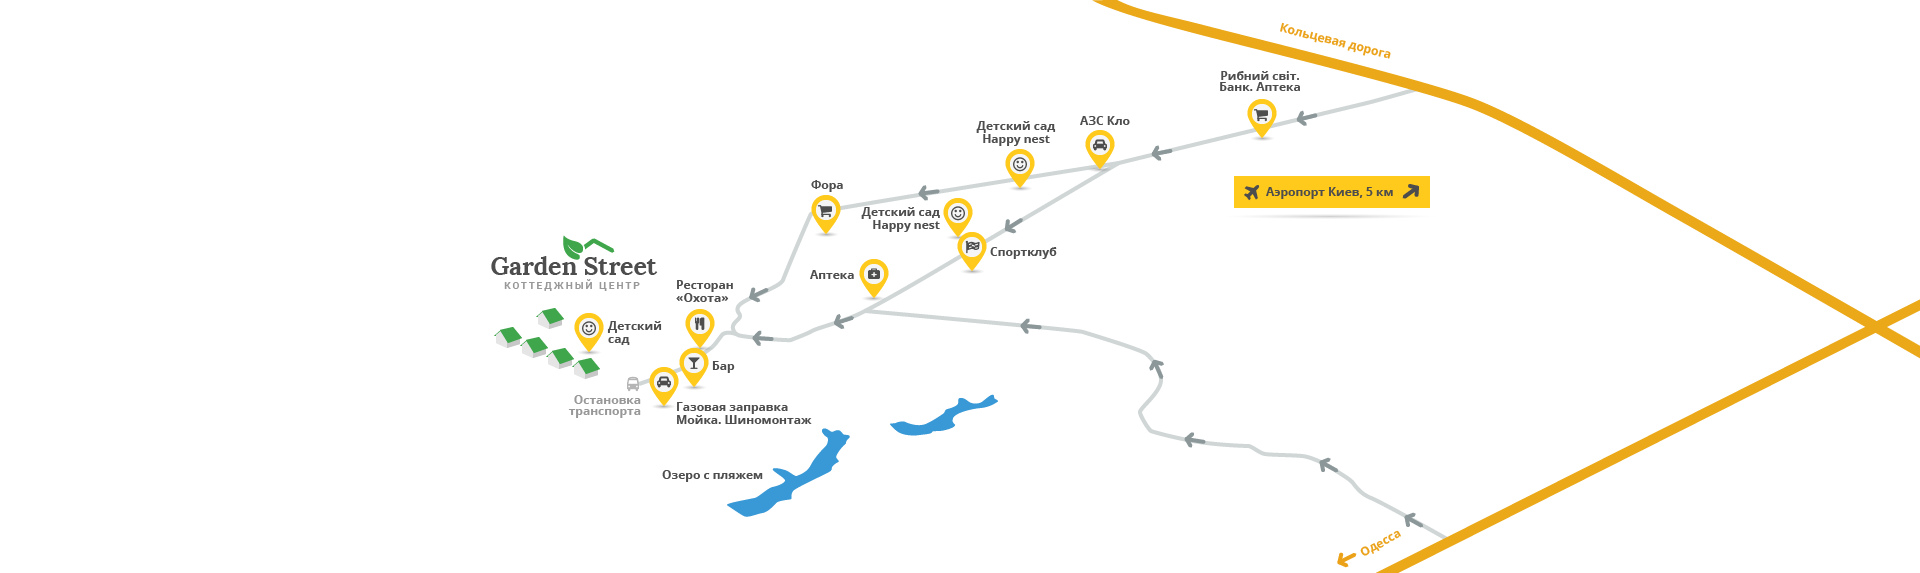 Кольцевая дорога
Рибний світ.
Банк. Аптека
АЗС Кло
Детский сад
Happy nest
Аэропорт Киев, 5 км
Фора
Детский сад
Happy nest
Спортклуб
Garden Street
КОТТЕДЖНЫЙ ЦЕНТР
Аптека
Ресторан
«Охота»
Детский
сад
Бар
Остановка
транспорта
Газовая заправка
Мойка. Шиномонтаж
Озеро с пляжем
Одесса